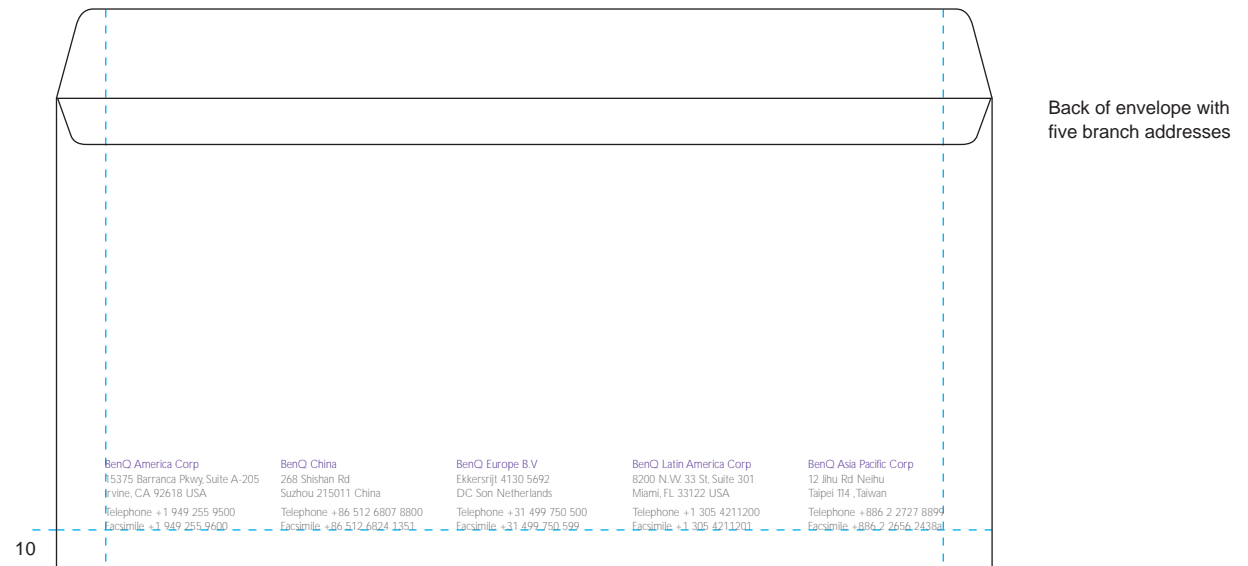 Back of envelope with
five branch addresses
BenQ America Corp
15375 Barranca Pkwy, Suite A-205
Irvine, CA 92618 USA
Telephone +1 949 255 9500
Facsimile +1 949 255 9600
BenQ China
268 Shishan Rd
Suzhou 215011 China
Telephone +86 512 6807 8800
Facsimile +86 512 6824 1351
BenQ Europe B.V
Ekkersrijt 4130 5692
DC Son Netherlands
Telephone +31 499 750 500
Facsimile +31 499 750 599
BenQ Latin America Corp
8200 N.W. 33 St, Suite 301
Miami, FL 33122 USA
Telephone +1 305 4211200
Facsimile +1 305 4211201
BenQ Asia Pacific Corp
12 Jihu Rd Neihu
Taipei 114 ,Taiwan
Telephone +886 2 2727 8899
Facsimile +886 2 2656 2438a
10